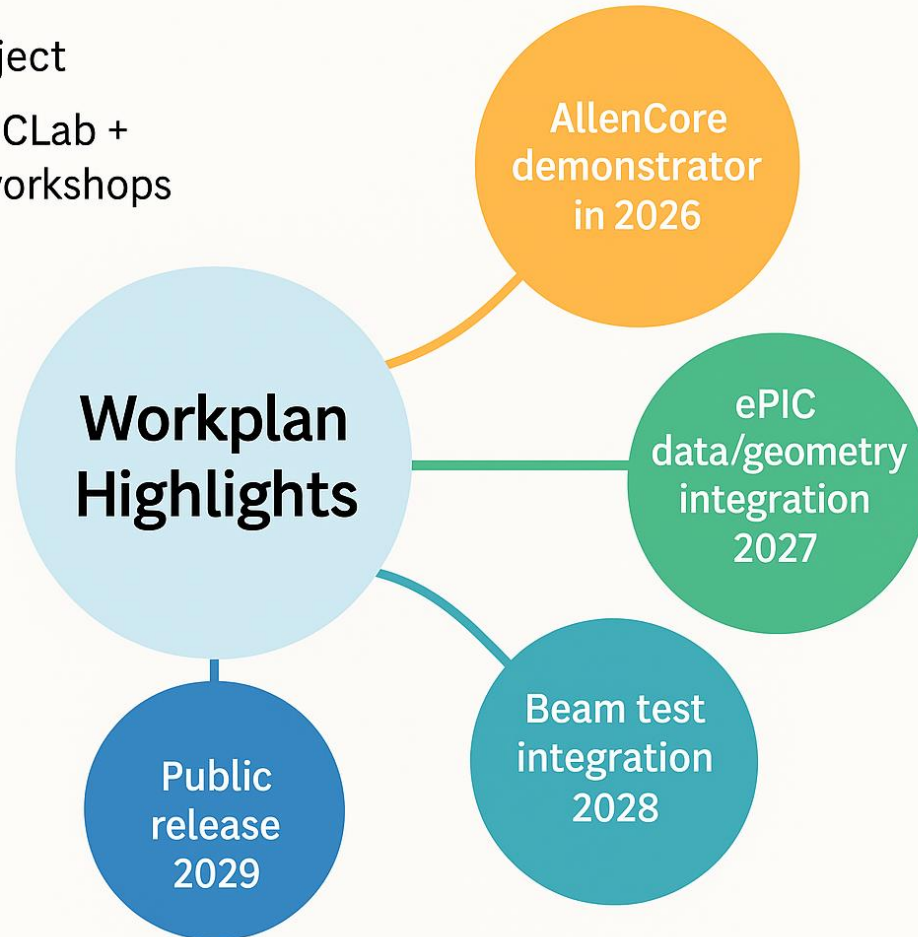 ject
CLab +
workshops
AllenCore
demonstrator
in 2026
Workplan
Highlights
ePIC
data/geometry
integration
2027
Beam test
integration
2028
Public
release
2029